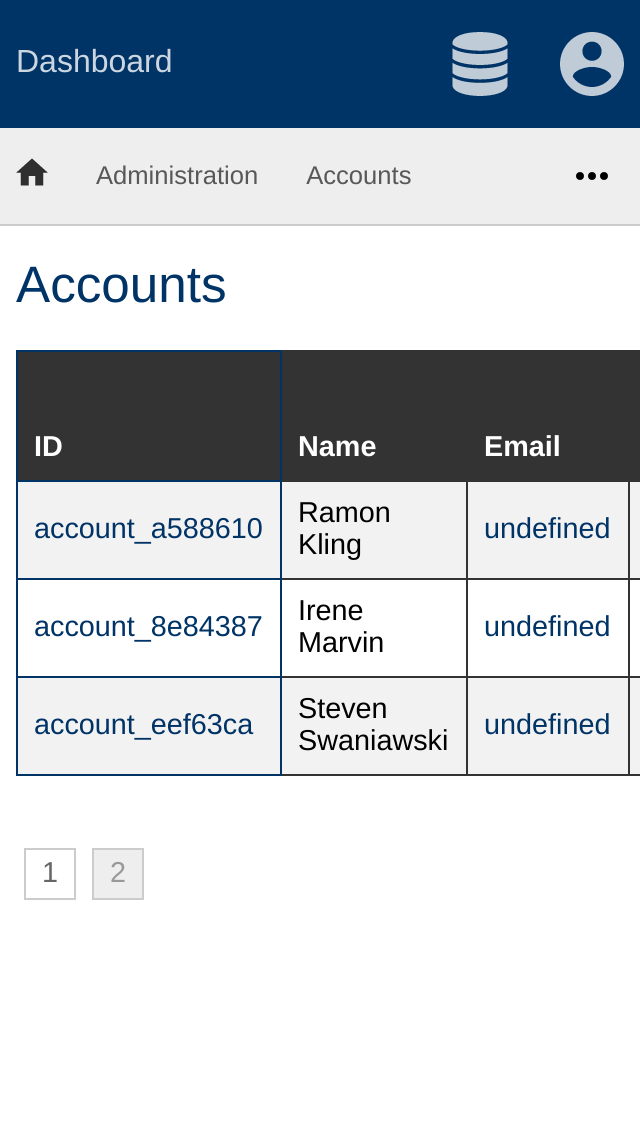 Dashboard
Administration Accounts
Accounts
ID Name Email
account_a588610 Ramon Kling undefined
account_8e84387 Irene Marvin undefined
account_eef63ca Steven Swaniawski undefined
1 2